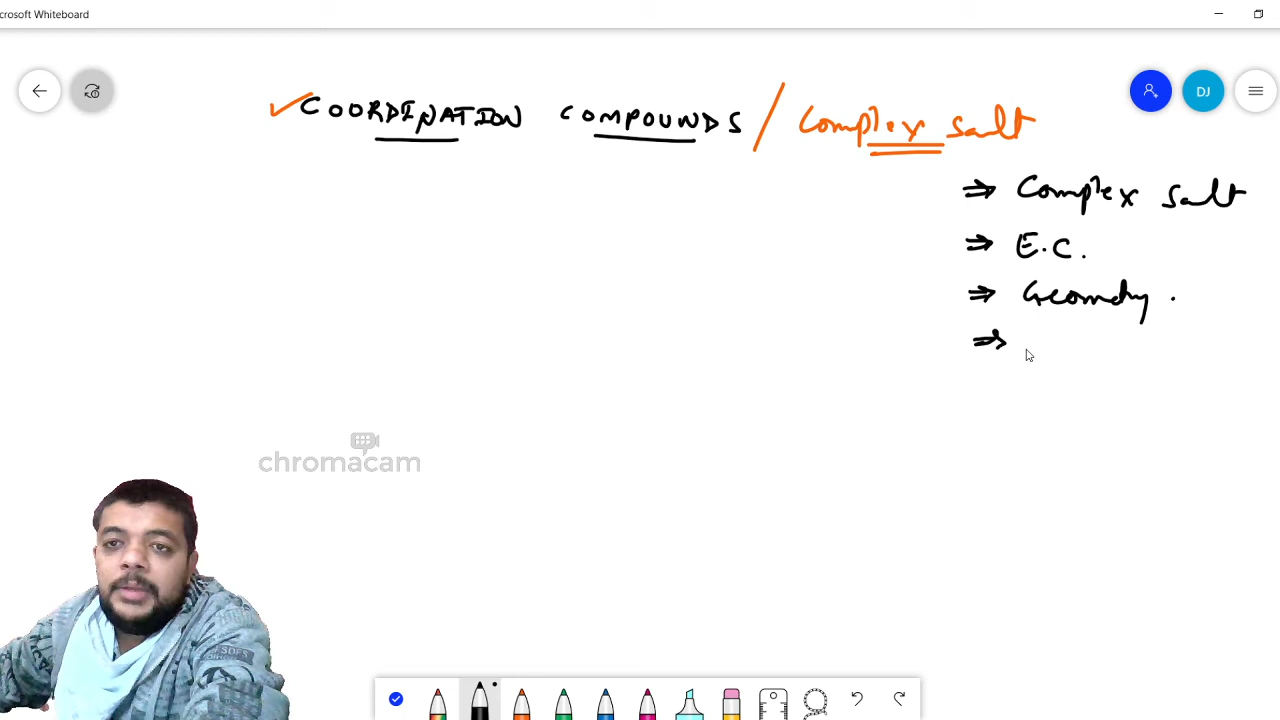 crosoft Whiteboard
DJ
COORDINATION COMPOUNDS / Complex salt
⇒ Complex salt
⇒ E.C.
⇒ Geometry.
⇒
chromacam